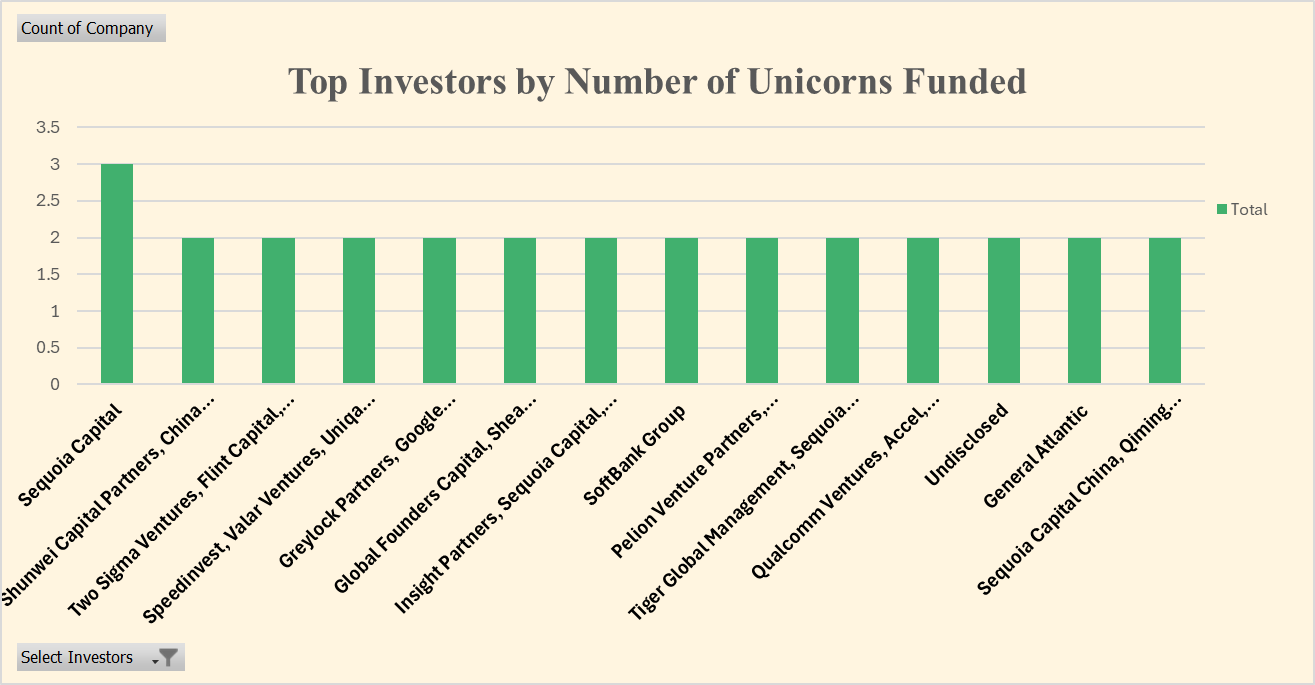 Count of Company
Top Investors by Number of Unicorns Funded
3.5
3
2.5
2
1.5
1
0.5
0
Total
Sequoia Capital
Shunwei Capital Partners, China…
Two Sigma Ventures, Flint Capital,…
Speedinvest, Valar Ventures, Uniqa…
Greylock Partners, Google…
Global Founders Capital, Shea…
Insight Partners, Sequoia Capital,…
SoftBank Group
Pelion Venture Partners,…
Tiger Global Management, Sequoia…
Qualcomm Ventures, Accel,…
Undisclosed
General Atlantic
Sequoia Capital China, Qiming…
Select Investors